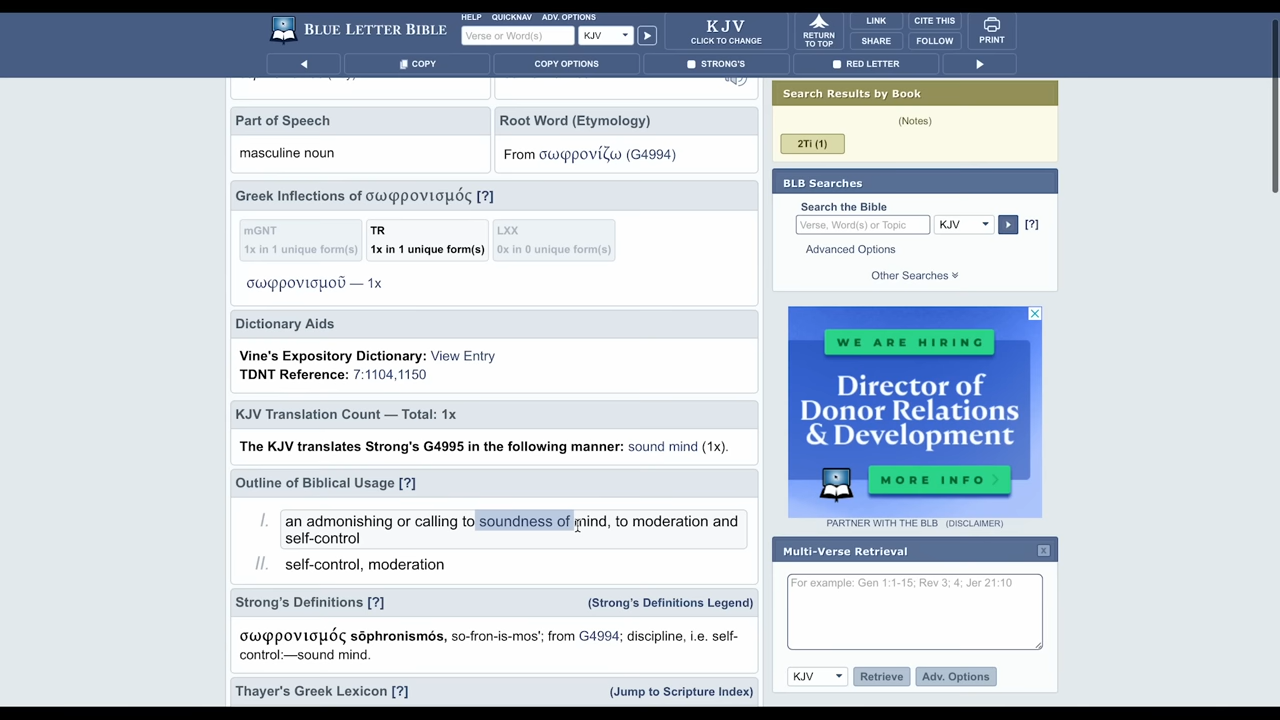 HELP QUICKNAV ADV. OPTIONS
BLUE LETTER BIBLE
Verse or Word(s) KJV
KJV
CLICK TO CHANGE
RETURN
TO TOP
LINK CITE THIS
SHARE FOLLOW
PRINT
COPY COPY OPTIONS STRONG'S RED LETTER
Part of Speech
masculine noun
Root Word (Etymology)
From σωφρονίζω (G4994)
Greek Inflections of σωφρονισμός [?]
mGNT
1x in 1 unique form(s)
TR
1x in 1 unique form(s)
LXX
0x in 0 unique form(s)
σωφρονισμοῦ — 1x
Dictionary Aids
Vine's Expository Dictionary: View Entry
TDNT Reference: 7:1104,1150
KJV Translation Count — Total: 1x
The KJV translates Strong's G4995 in the following manner: sound mind (1x).
Outline of Biblical Usage [?]
I. an admonishing or calling to soundness of mind, to moderation and
self-control
II. self-control, moderation
Strong's Definitions [?] (Strong's Definitions Legend)
σωφρονισμός sōphronismós, so-fron-is-mos'; from G4994; discipline, i.e. self-
control:—sound mind.
Thayer's Greek Lexicon [?] (Jump to Scripture Index)
Search Results by Book
(Notes)
2Ti (1)
BLB Searches
Search the Bible
Verse, Word(s) or Topic KJV [?]
Advanced Options
Other Searches
WE ARE HIRING
Director of
Donor Relations
& Development
MORE INFO
PARTNER WITH THE BLB (DISCLAIMER)
Multi-Verse Retrieval x
For example: Gen 1:1-15; Rev 3; 4; Jer 21:10
KJV Retrieve Adv. Options